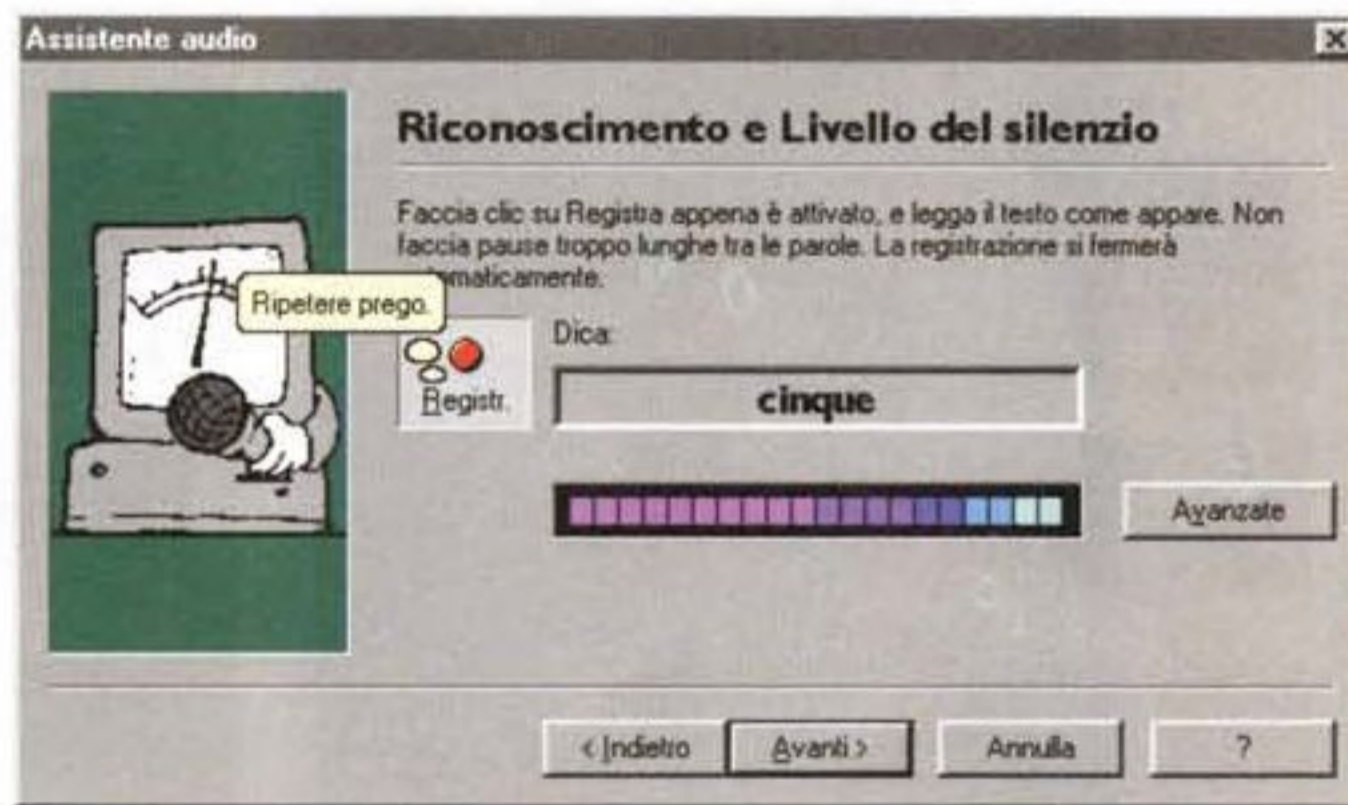 Assistente audio
Riconoscimento e Livello del silenzio
Faccia clic su Registra appena è attivato, e legga il testo come appare. Non
faccia pause troppo lunghe tra le parole. La registrazione si fermerà
omaticamente.
Ripetere prego.
Dica:
Registr.
cinque
Avanzate
< Indietro
Avanti >
Annulla
?